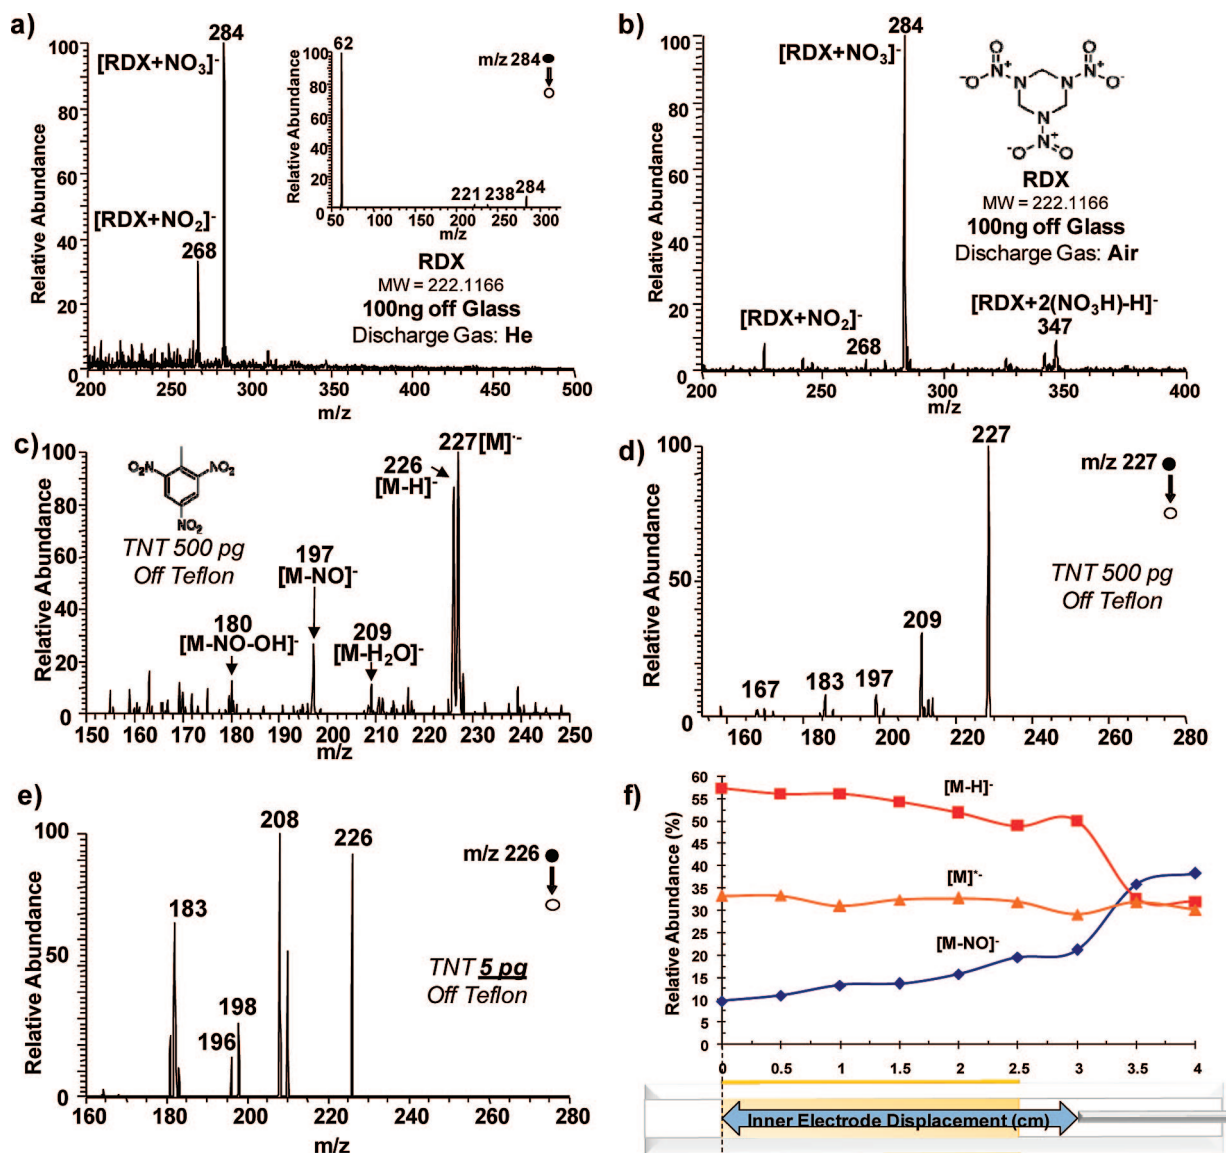 a)
284
[RDX+NO3]-
[RDX+NO2]-
268
100
80
60
40
20
0
Relative Abundance
200 250 300 350 400 450 500
m/z
62
m/z 284
100
80
60
40
20
0
Relative Abundance
221 238 284
50 100 200 300
m/z
RDX
MW = 222.1166
100ng off Glass
Discharge Gas: He
b)
284
[RDX+NO3]-
100
80
60
40
20
0
Relative Abundance
O N+ N N N+ O
-O O-
N
-O N+ O
RDX
MW = 222.1166
100ng off Glass
Discharge Gas: Air
[RDX+2(NO3H)-H]-
347
[RDX+NO2]-
268
200 250 300 350 400
m/z
c)
227[M]·-
226
[M-H]-
NO2 NO2
NO2
TNT 500 pg
Off Teflon
197
[M-NO]-
180
[M-NO-OH]-
209
[M-H2O]-
100
80
60
40
20
0
Relative Abundance
150 160 170 180 190 200 210 220 230 240 250
m/z
d)
227
m/z 227
TNT 500 pg
Off Teflon
209
197
183
167
100
50
0
Relative Abundance
160 180 200 220 240 260 280
m/z
e)
208
226
m/z 226
183
198
196
TNT 5 pg
Off Teflon
100
50
0
Relative Abundance
160 180 200 220 240 260 280
m/z
f)
[M-H]-
[M]•-
[M-NO]-
60
55
50
45
40
35
30
25
20
15
10
5
0
Relative Abundance (%)
0 0.5 1 1.5 2 2.5 3 3.5 4
Inner Electrode Displacement (cm)